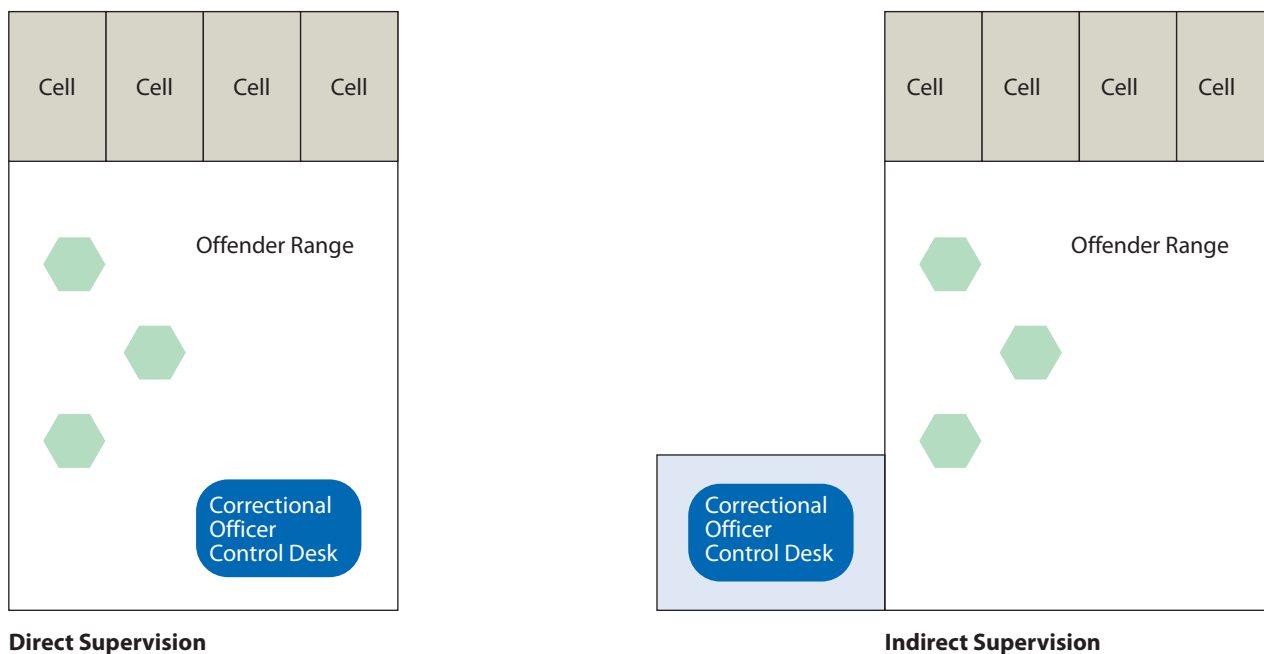 Cell
Cell
Cell
Cell
Offender Range
Correctional
Officer
Control Desk
Direct Supervision
Cell
Cell
Cell
Cell
Offender Range
Correctional
Officer
Control Desk
Indirect Supervision